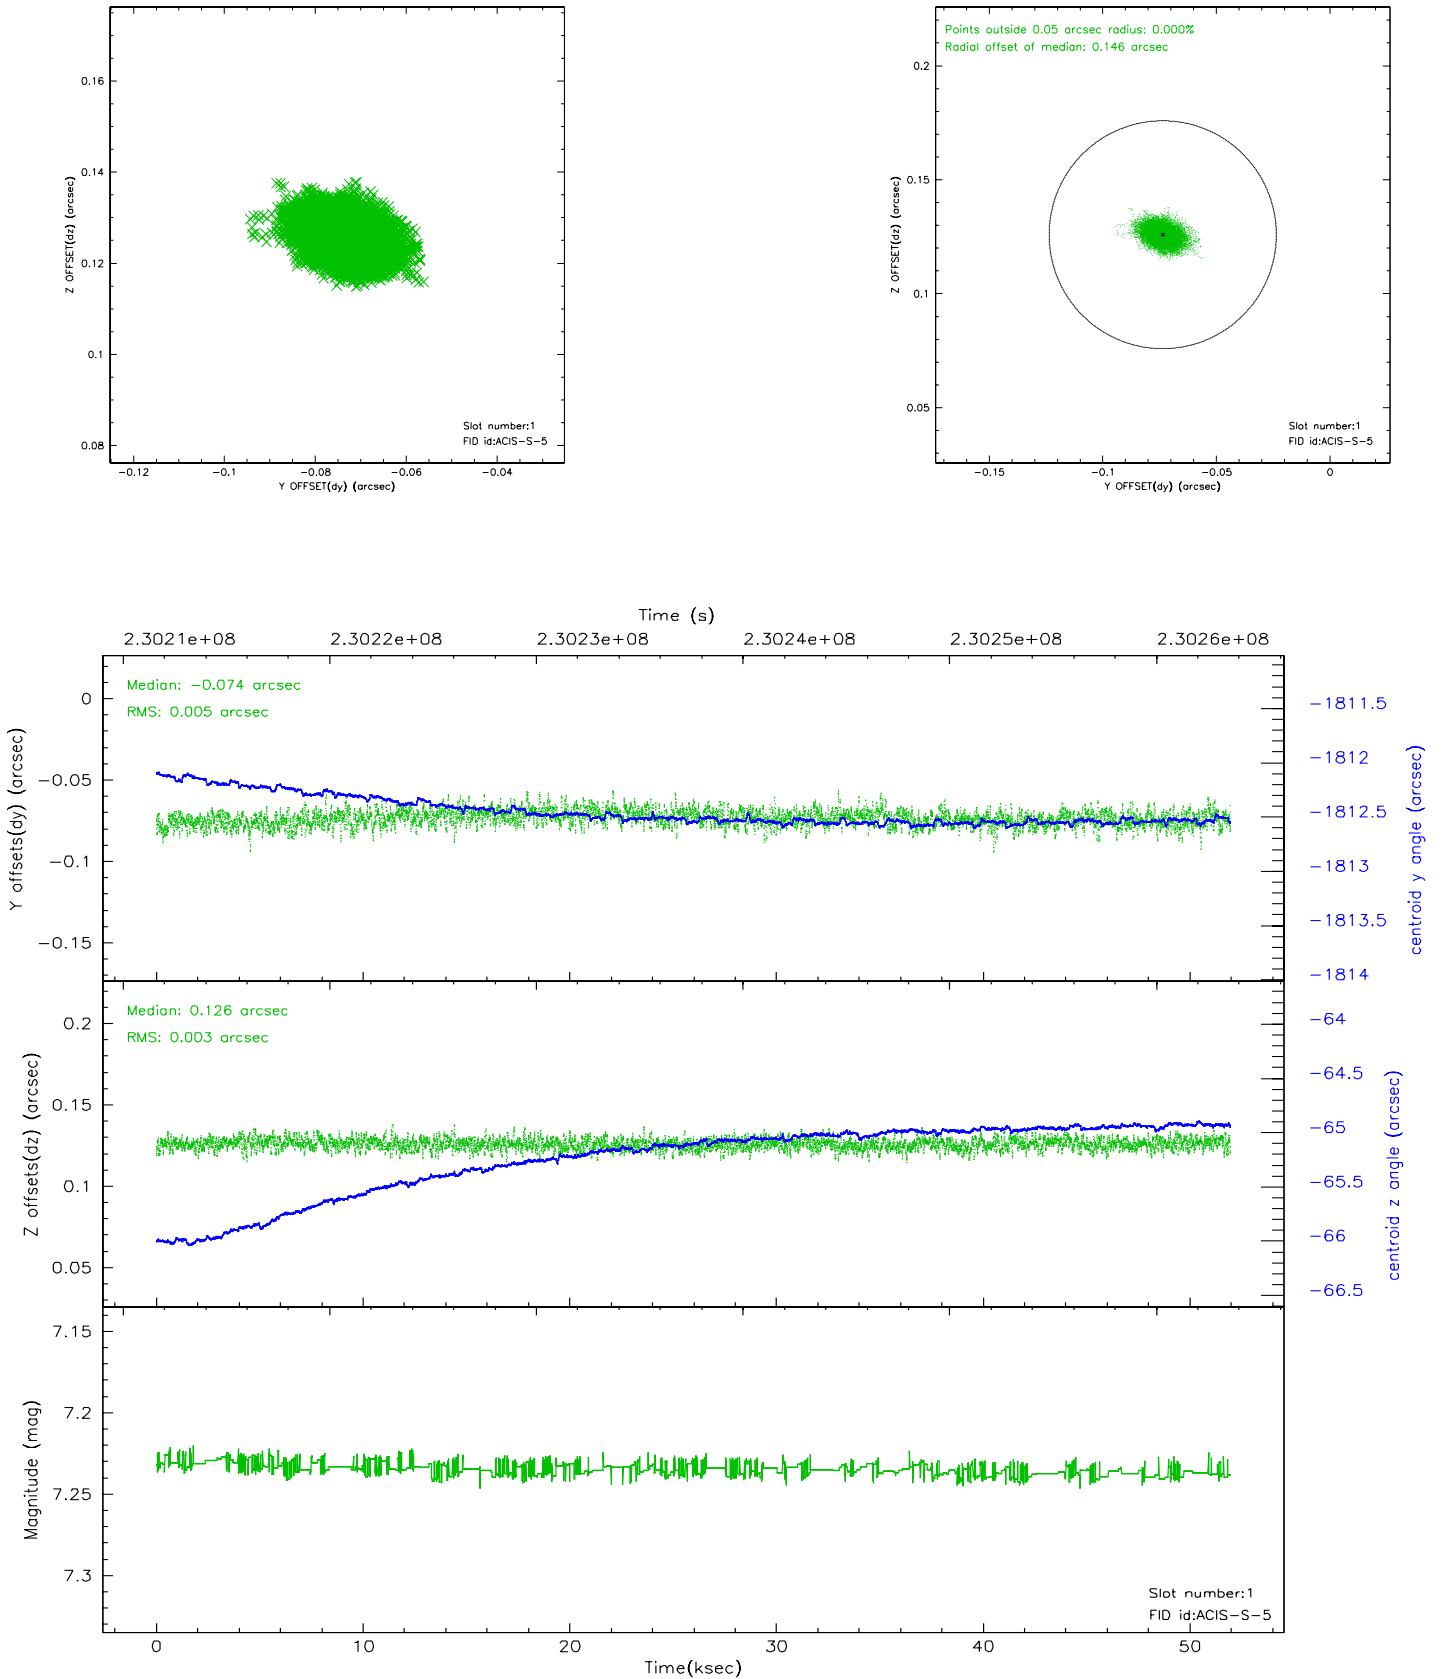 0.16
0.14
0.12
0.1
0.08
Z OFFSET(dz) (arcsec)
Slot number:1
FID id:ACIS-S-5
-0.12 -0.1 -0.08 -0.06 -0.04
Y OFFSET(dy) (arcsec)
Points outside 0.05 arcsec radius: 0.000%
Radial offset of median: 0.146 arcsec
0.2
0.15
0.1
0.05
Z OFFSET(dz) (arcsec)
Slot number:1
FID id:ACIS-S-5
-0.15 -0.1 -0.05 0
Y OFFSET(dy) (arcsec)
Time (s)
2.3021e+08 2.3022e+08 2.3023e+08 2.3024e+08 2.3025e+08 2.3026e+08
Median: -0.074 arcsec
RMS: 0.005 arcsec
0
-0.05
-0.1
-0.15
Y offsets(dy) (arcsec)
-1811.5
-1812
-1812.5
-1813
-1813.5
-1814
centroid y angle (arcsec)
Median: 0.126 arcsec
RMS: 0.003 arcsec
0.2
0.15
0.1
0.05
Z offsets(dz) (arcsec)
-64
-64.5
-65
-65.5
-66
-66.5
centroid z angle (arcsec)
7.15
7.2
7.25
7.3
Magnitude (mag)
Slot number:1
FID id:ACIS-S-5
0 10 20 30 40 50
Time(ksec)